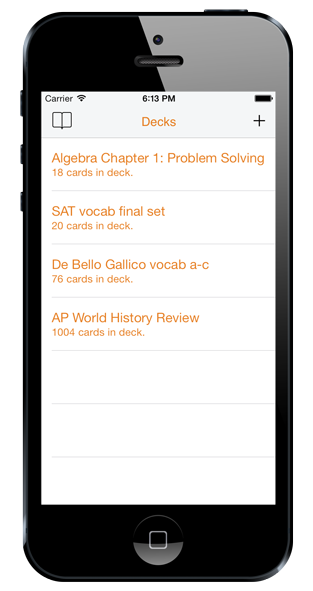 Carrier 6:13 PM
Decks
Algebra Chapter 1: Problem Solving
18 cards in deck.
SAT vocab final set
20 cards in deck.
De Bello Gallico vocab a-c
76 cards in deck.
AP World History Review
1004 cards in deck.